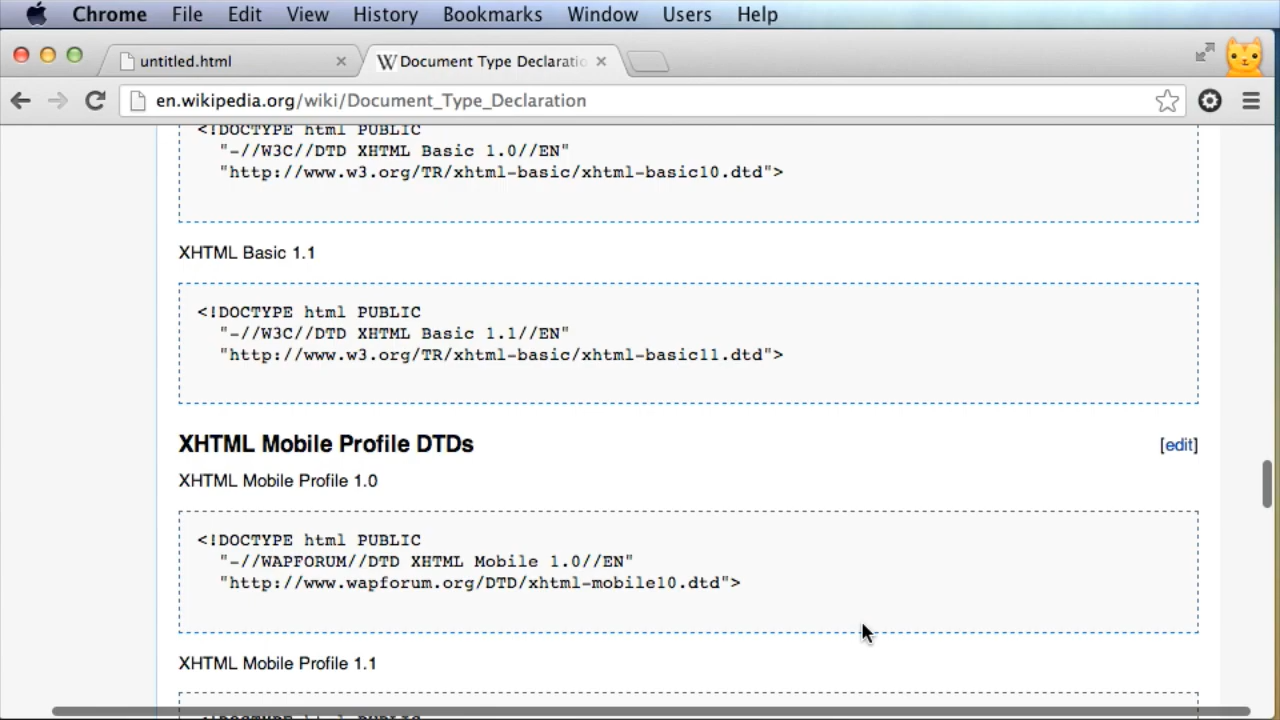 Chrome File Edit View History Bookmarks Window Users Help
untitled.html
Document Type Declaratio
en.wikipedia.org/wiki/Document_Type_Declaration
<!DOCTYPE html PUBLIC
"-//W3C//DTD XHTML Basic 1.0//EN"
"http://www.w3.org/TR/xhtml-basic/xhtml-basic10.dtd">
XHTML Basic 1.1
<!DOCTYPE html PUBLIC
"-//W3C//DTD XHTML Basic 1.1//EN"
"http://www.w3.org/TR/xhtml-basic/xhtml-basic11.dtd">
XHTML Mobile Profile DTDs
[edit]
XHTML Mobile Profile 1.0
<!DOCTYPE html PUBLIC
"-//WAPFORUM//DTD XHTML Mobile 1.0//EN"
"http://www.wapforum.org/DTD/xhtml-mobile10.dtd">
XHTML Mobile Profile 1.1